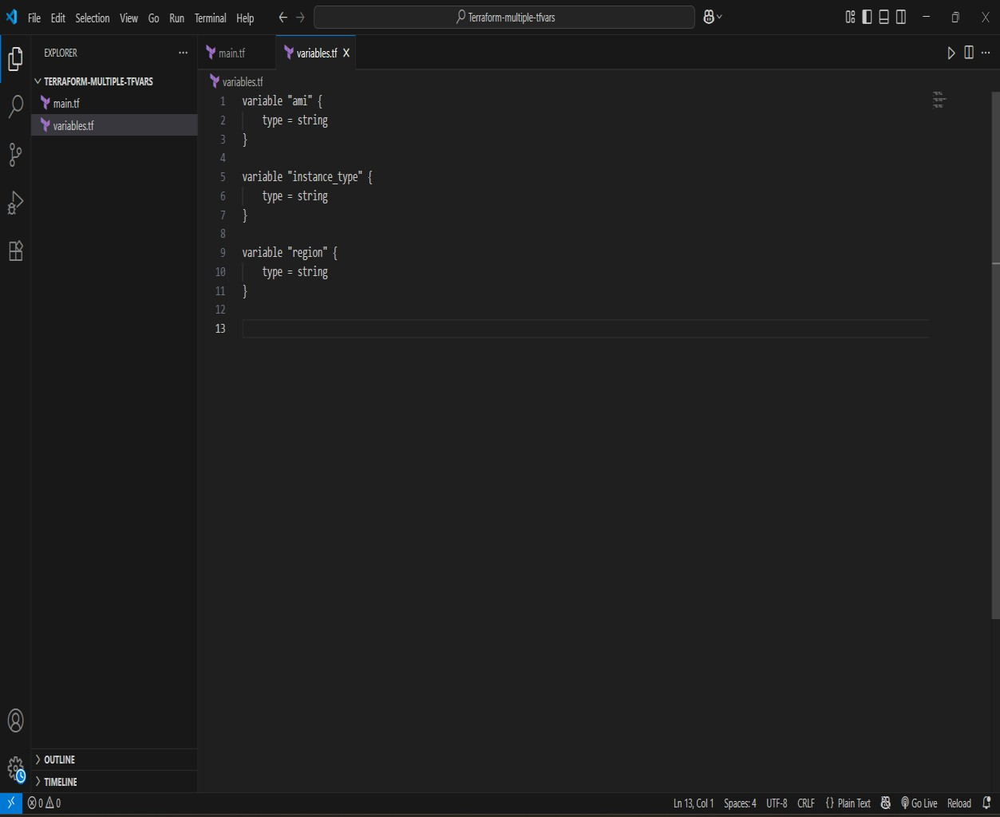 File Edit Selection View Go Run Terminal Help
Terraform-multiple-tfvars
EXPLORER
TERRAFORM-MULTIPLE-TFVARS
main.tf
variables.tf
OUTLINE
TIMELINE
main.tf
variables.tf
variables.tf
1 variable "ami" {
2 type = string
3 }
4
5 variable "instance_type" {
6 type = string
7 }
8
9 variable "region" {
10 type = string
11 }
12
13
0 0
Ln 13, Col 1 Spaces: 4 UTF-8 CRLF {} Plain Text Go Live Reload